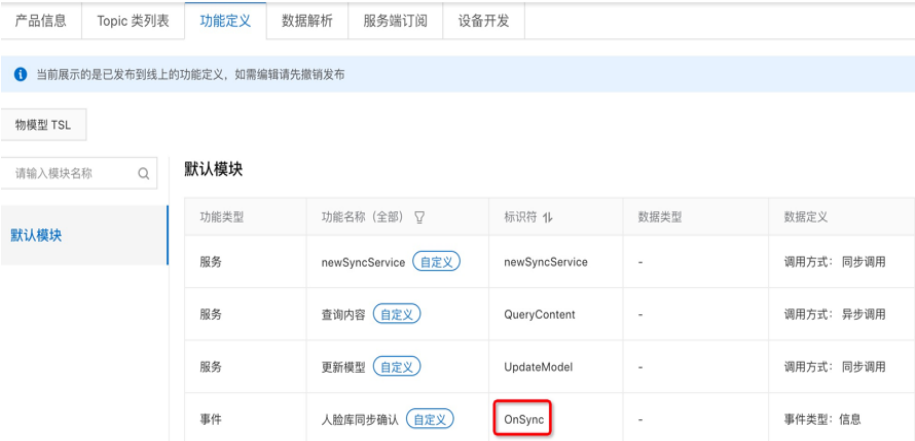 产品信息 Topic 类列表 功能定义 数据解析 服务端订阅 设备开发
当前展示的是已发布到线上的功能定义，如需编辑请先撤销发布
物模型 TSL
请输入模块名称
默认模块
默认模块
功能类型 功能名称（全部） 标识符 数据类型 数据定义
服务 newSyncService 自定义 newSyncService - 调用方式： 同步调用
服务 查询内容 自定义 QueryContent - 调用方式： 异步调用
服务 更新模型 自定义 UpdateModel - 调用方式： 同步调用
事件 人脸库同步确认 自定义 OnSync - 事件类型：信息